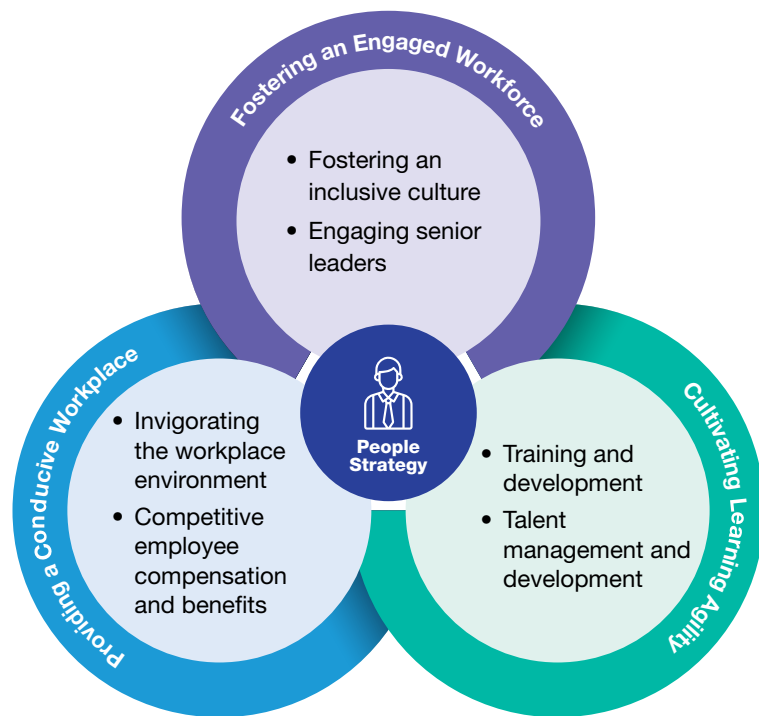 Fostering an Engaged Workforce
• Fostering an
inclusive culture
• Engaging senior
leaders
People
Strategy
Providing a Conducive Workplace
• Invigorating
the workplace
environment
• Competitive
employee
compensation
and benefits
Cultivating Learning Agility
• Training and
development
• Talent
management and
development